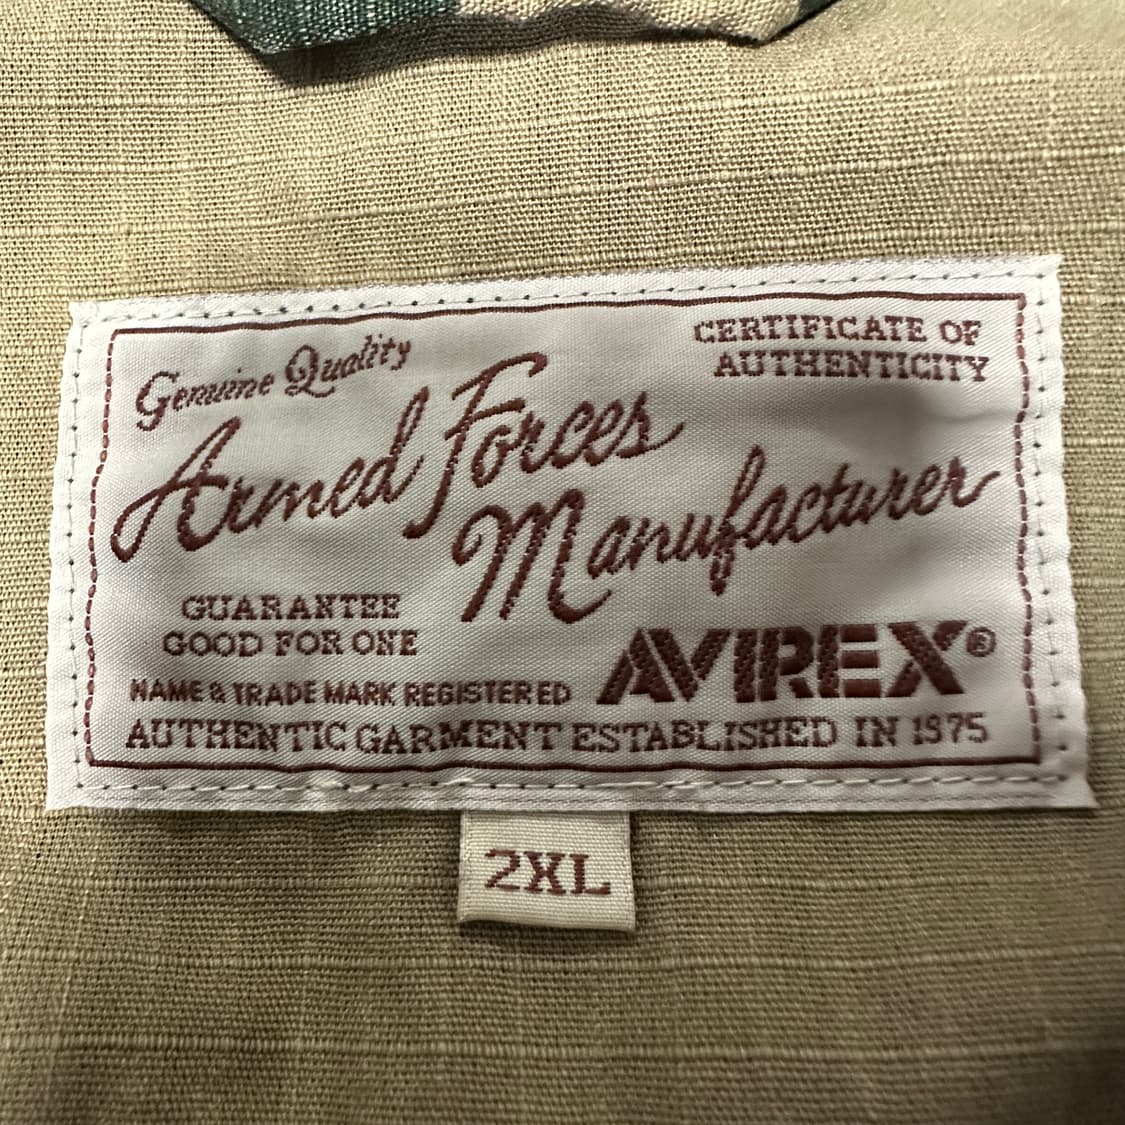 Genuine Quality
CERTIFICATE OF
AUTHENTICITY
Armed Forces
Manufacturer
GUARANTEE
GOOD FOR ONE
NAME & TRADE MARK REGISTERED
AVIREX®
AUTHENTIC GARMENT ESTABLISHED IN 1975
2XL